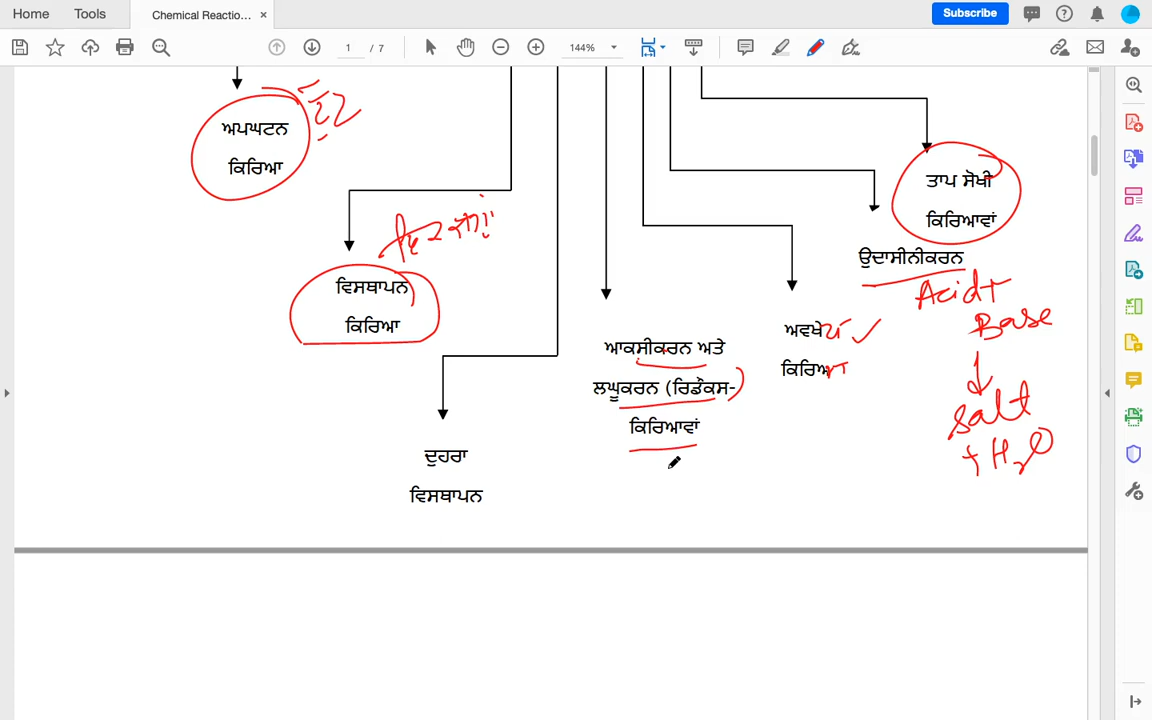 Home Tools Chemical Reactio... × Subscribe
1 / 7 144%
ਅਪਘਟਨ
ਕਿਰਿਆ
ਵਿਸਥਾਪਨ
ਕਿਰਿਆ
ਦੁਹਰਾ
ਵਿਸਥਾਪਨ
ਆਕਸੀਕਰਨ ਅਤੇ
ਲਘੂਕਰਨ (ਰਿਡੌਕਸ-)
ਕਿਰਿਆਵਾਂ
ਅਵਖੇਪ
ਕਿਰਿਆ
ਤਾਪ ਸੋਖੀ
ਕਿਰਿਆਵਾਂ
ਉਦਾਸੀਨੀਕਰਨ
Acid +
Base
↓
Salt
+ H₂O